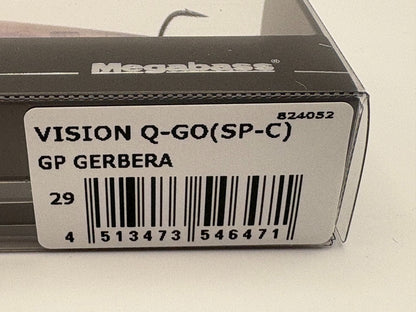 Megabass®
824052
VISION Q-GO(SP-C)
GP GERBERA
29
4 513473 546471